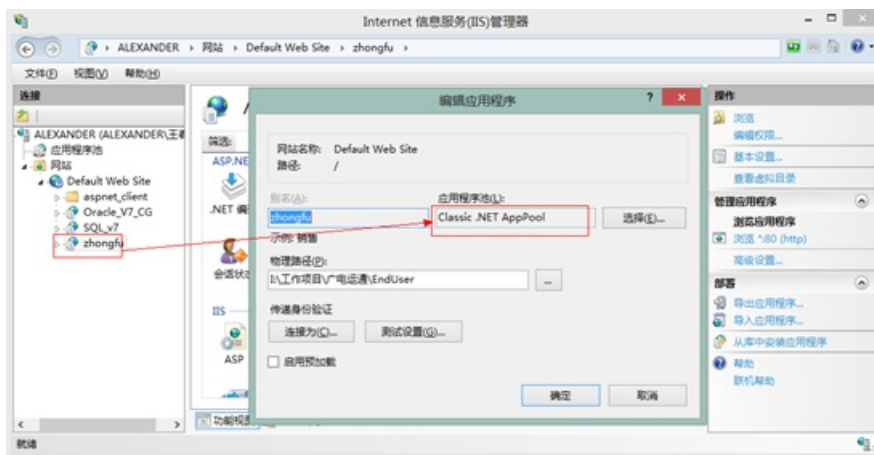 Internet 信息服务(IIS)管理器
ALEXANDER 网站 Default Web Site zhongfu
文件(F) 视图(V) 帮助(H)
连接
ALEXANDER (ALEXANDER\王
应用程序池
网站
Default Web Site
aspnet_client
Oracle_V7_CG
SQL_v7
zhongfu
筛选:
ASP.NE
.NET 编
会话状态
IIS
ASP
功能视图
编辑应用程序
网站名称: Default Web Site
路径: /
别名(A): 应用程序池(L):
zhongfu Classic .NET AppPool 选择(E)...
示例: 销售
物理路径(P):
I:\工作项目\广电运通\EndUser ...
传递身份验证
连接为(C)... 测试设置(G)...
启用预加载
确定 取消
操作
浏览
编辑权限...
基本设置...
查看虚拟目录
管理应用程序
浏览应用程序
浏览 *:80 (http)
高级设置...
部署
导出应用程序...
导入应用程序...
从库中安装应用程序
帮助
联机帮助
就绪